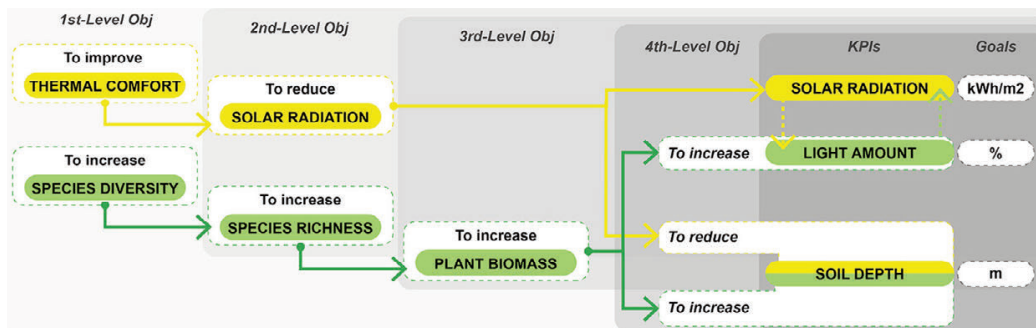 1st-Level Obj
2nd-Level Obj
3rd-Level Obj
4th-Level Obj
KPIs
Goals
To improve
THERMAL COMFORT
To reduce
SOLAR RADIATION
SOLAR RADIATION
kWh/m2
To increase
SPECIES DIVERSITY
To increase
LIGHT AMOUNT
%
To increase
SPECIES RICHNESS
To increase
PLANT BIOMASS
To reduce
SOIL DEPTH
m
To increase